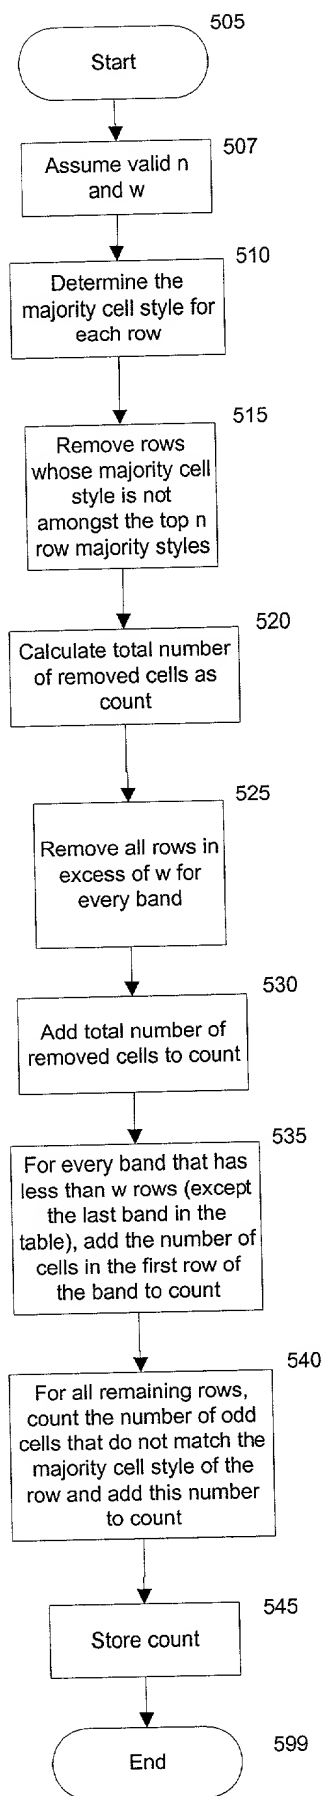 505
Start
507
Assume valid n
and w
510
Determine the
majority cell style for
each row
515
Remove rows
whose majority cell
style is not
amongst the top n
row majority styles
520
Calculate total number
of removed cells as
count
525
Remove all rows in
excess of w for
every band
530
Add total number of
removed cells to count
535
For every band that has
less than w rows (except
the last band in the
table), add the number of
cells in the first row of
the band to count
540
For all remaining rows,
count the number of odd
cells that do not match the
majority cell style of the
row and add this number
to count
545
Store count
End
599